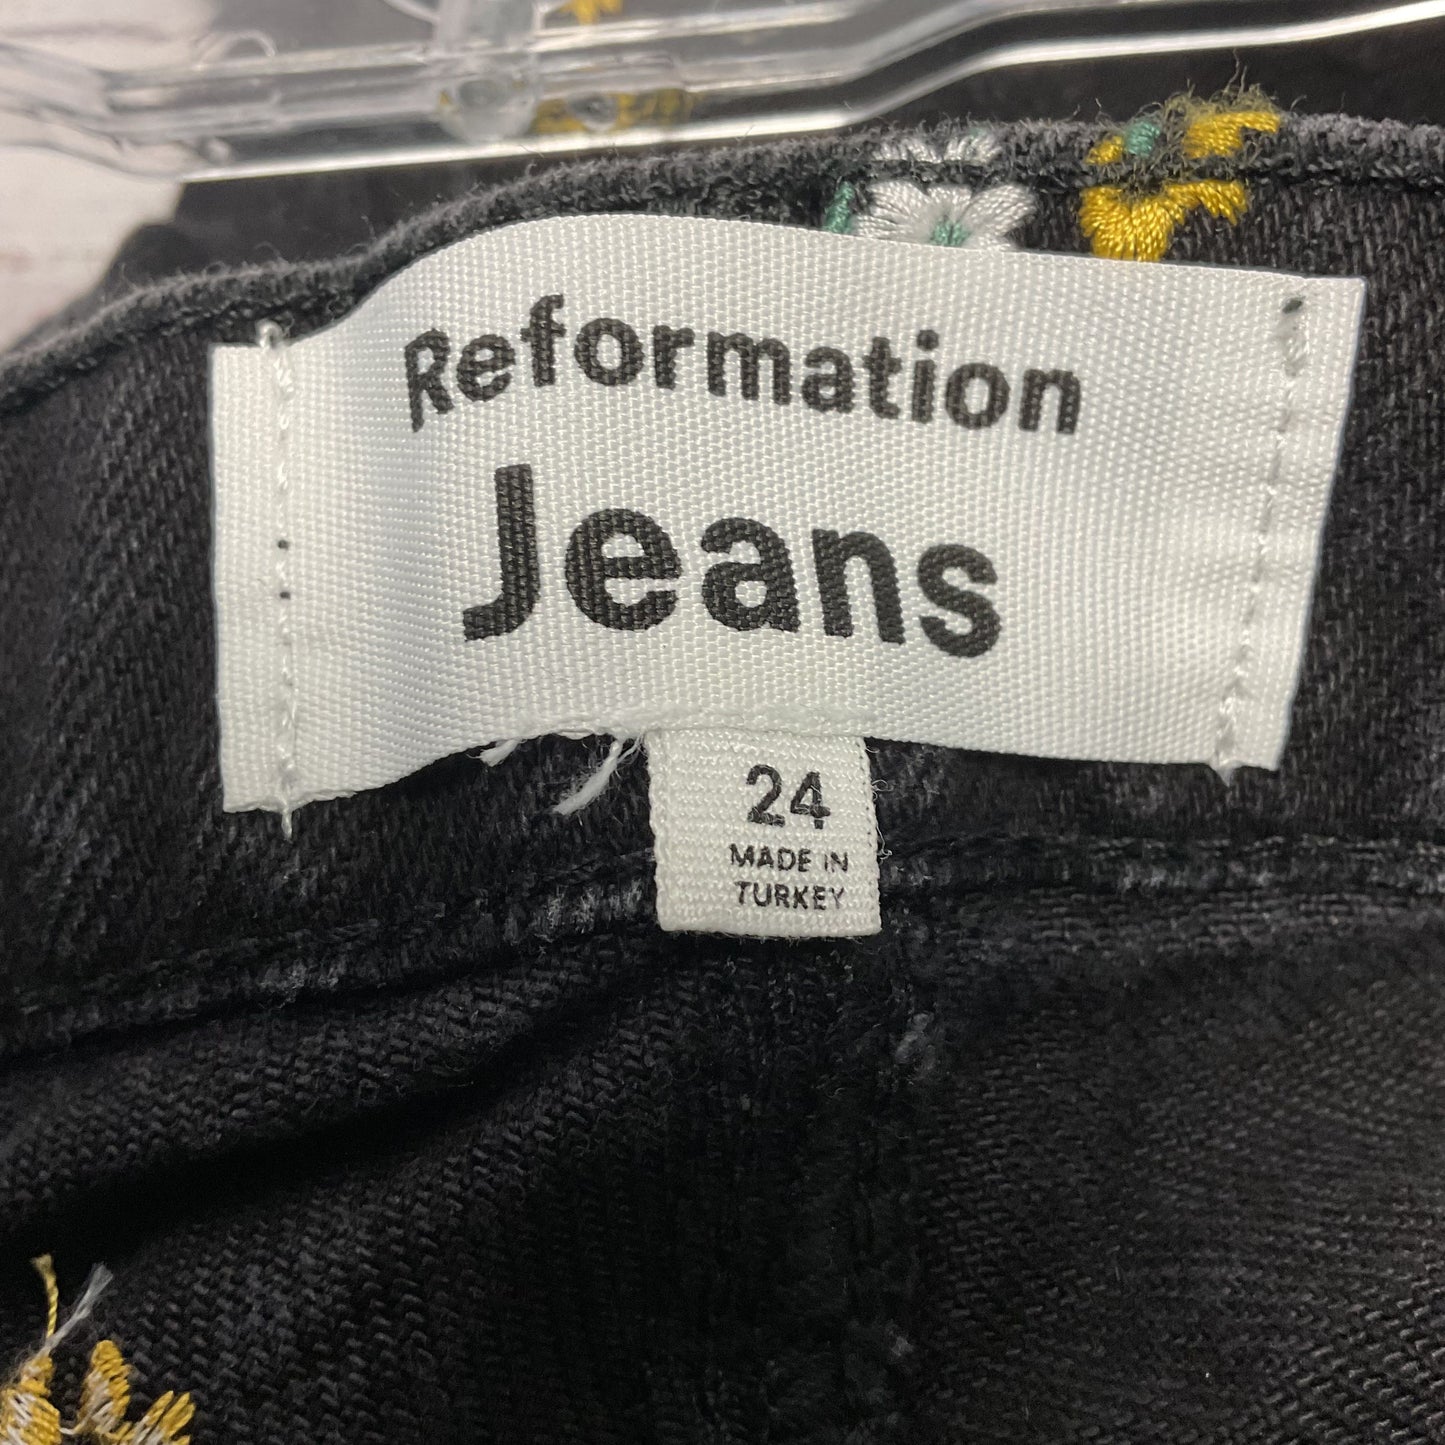 Reformation
Jeans
24
MADE IN
TURKEY